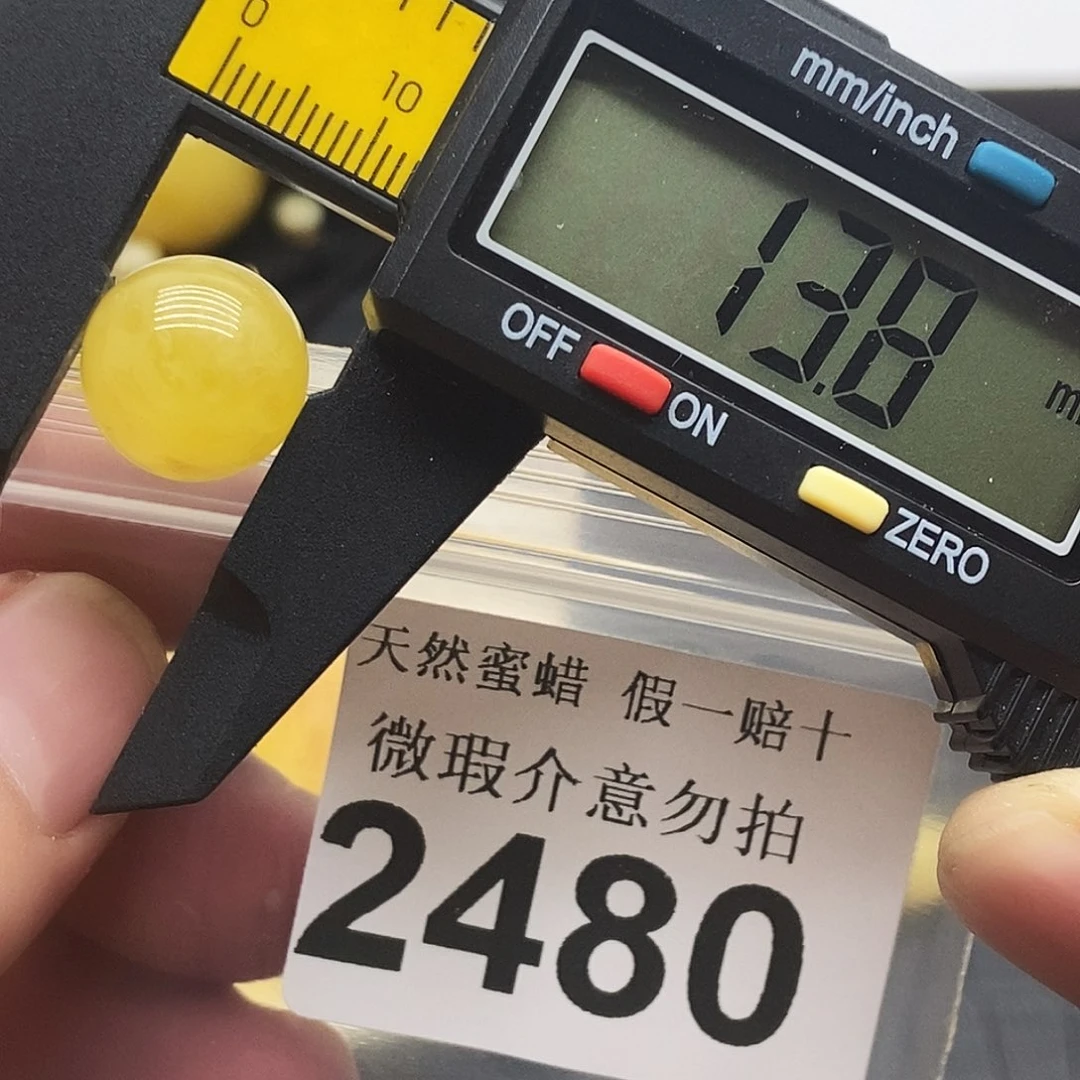 0
10
mm/inch
13.8
m
OFF
ON
ZERO
天然蜜蜡 假一赔十
微瑕介意勿拍
2480